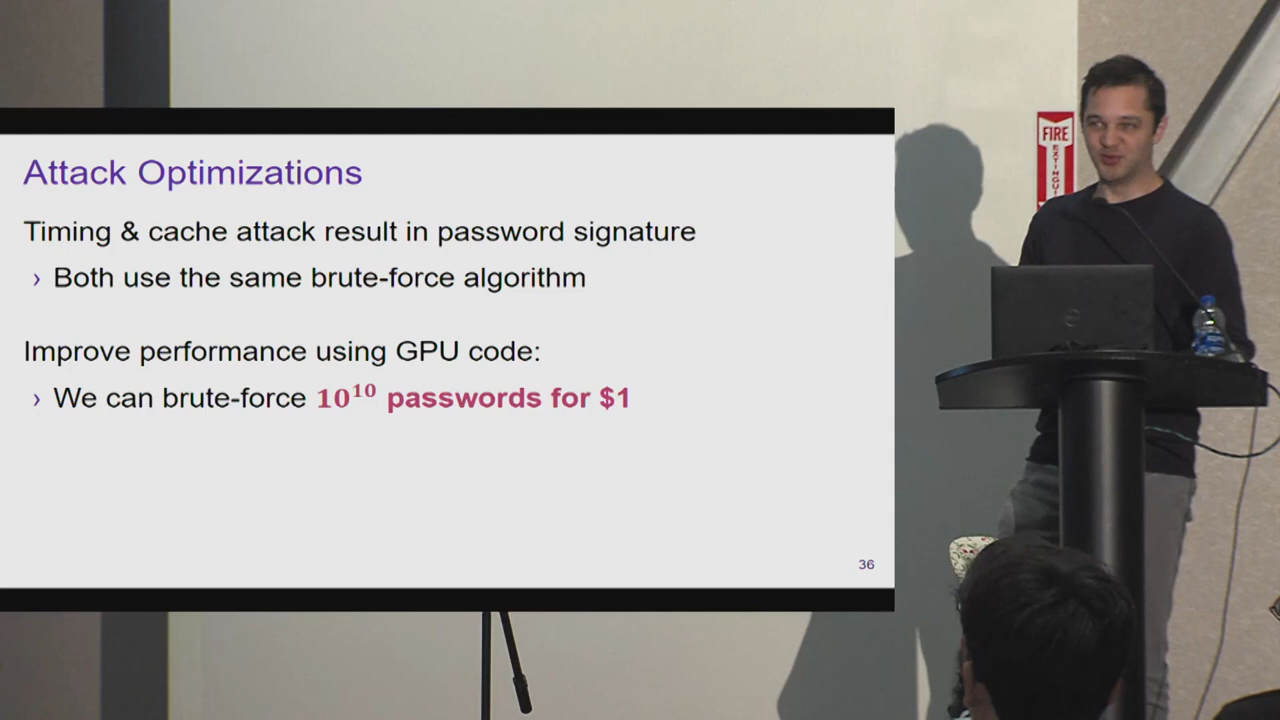 Attack Optimizations
Timing & cache attack result in password signature
› Both use the same brute-force algorithm
Improve performance using GPU code:
› We can brute-force 10¹⁰ passwords for $1
36
FIRE
EXTINGUI